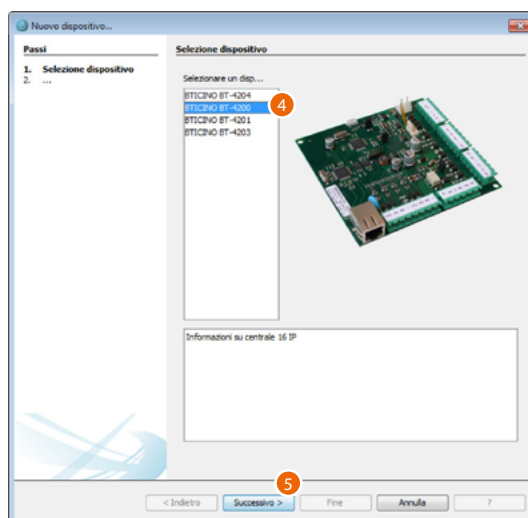 Nuovo dispositivo...
Passi
1. Selezione dispositivo
2. ...
Selezione dispositivo
Selezionare un disp...
BTICINO BT-4204
BTICINO BT-4200
BTICINO BT-4201
BTICINO BT-4203
4
Informazioni su centrale 16 IP
5
< Indietro
Successivo >
Fine
Annulla
?